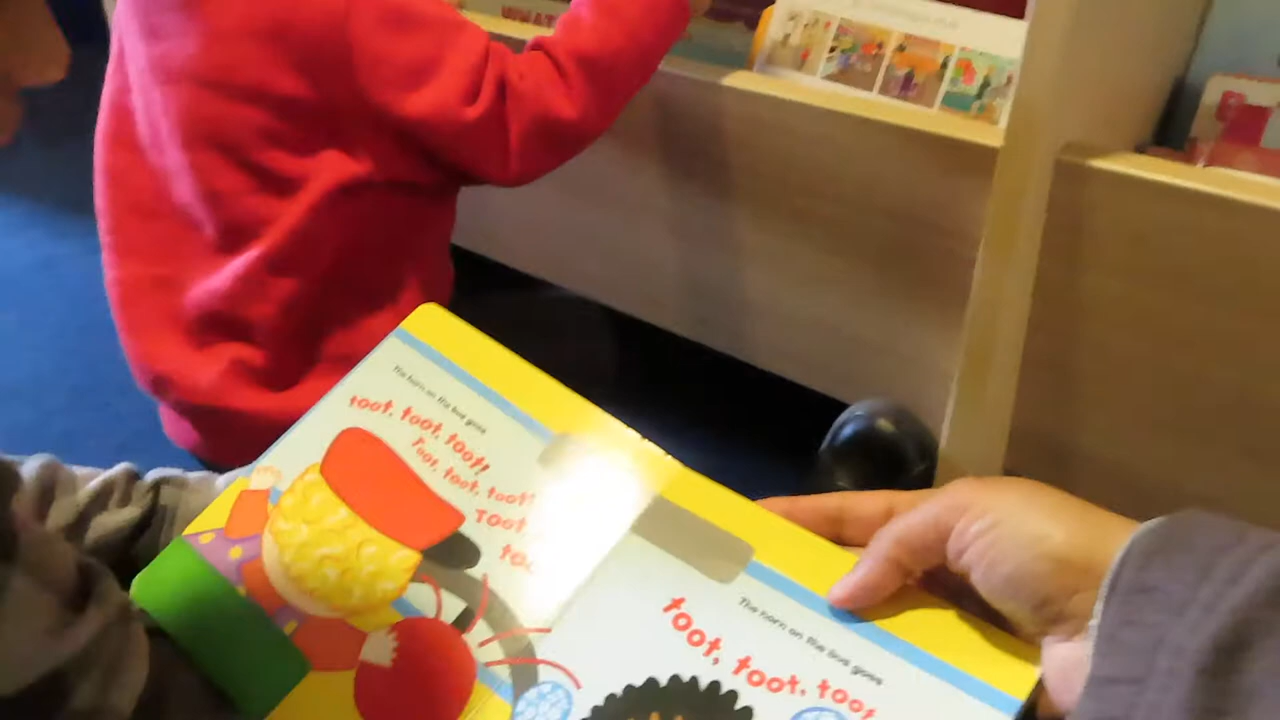 WHAT
The horn on the bus goes
toot, toot, toot!
Toot, toot, toot!
Toot
The horn on the bus goes
toot, toot, toot